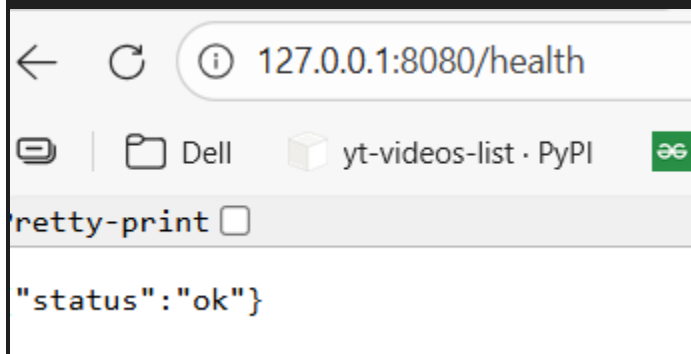 127.0.0.1:8080/health
Dell yt-videos-list · PyPI
retty-print
"status":"ok"}